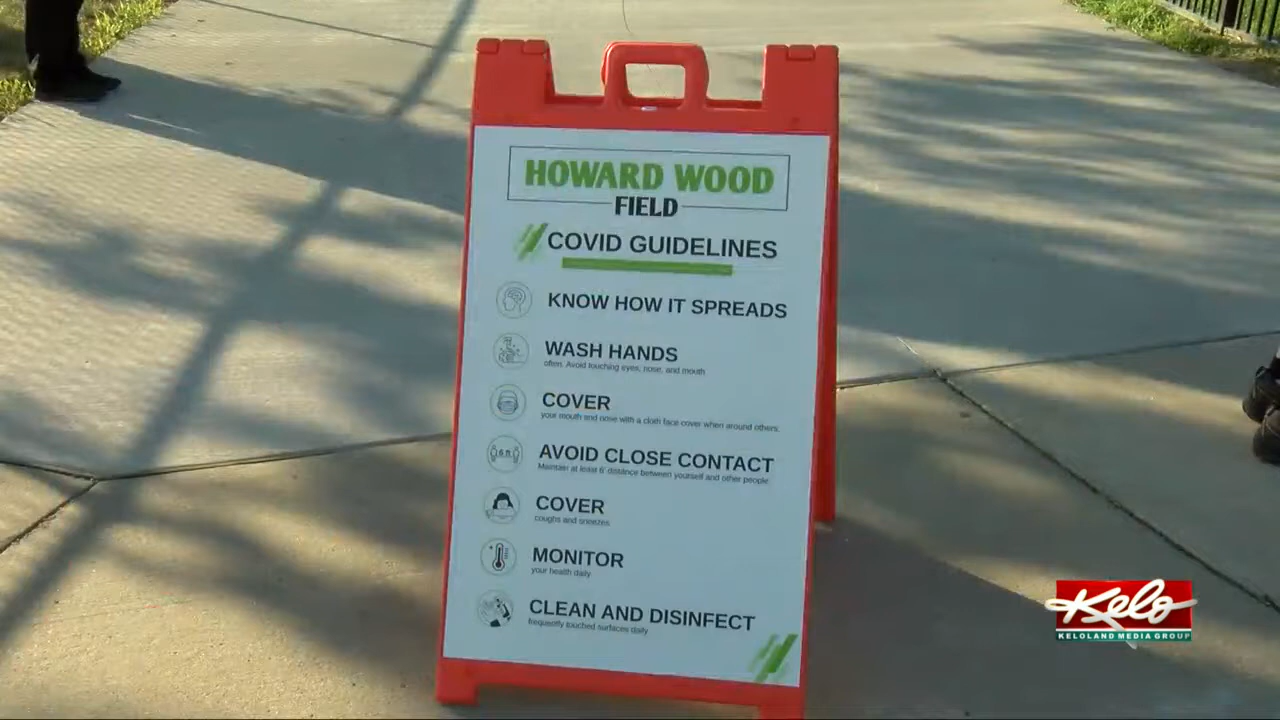 HOWARD WOOD
FIELD
COVID GUIDELINES
KNOW HOW IT SPREADS
WASH HANDS
often. Avoid touching eyes, nose, and mouth
COVER
your mouth and nose with a cloth face cover when around others.
6 ft
AVOID CLOSE CONTACT
Maintain at least 6' distance between yourself and other people
COVER
coughs and sneezes
MONITOR
your health daily
CLEAN AND DISINFECT
frequently touched surfaces daily
Kelo
KELOLAND MEDIA GROUP